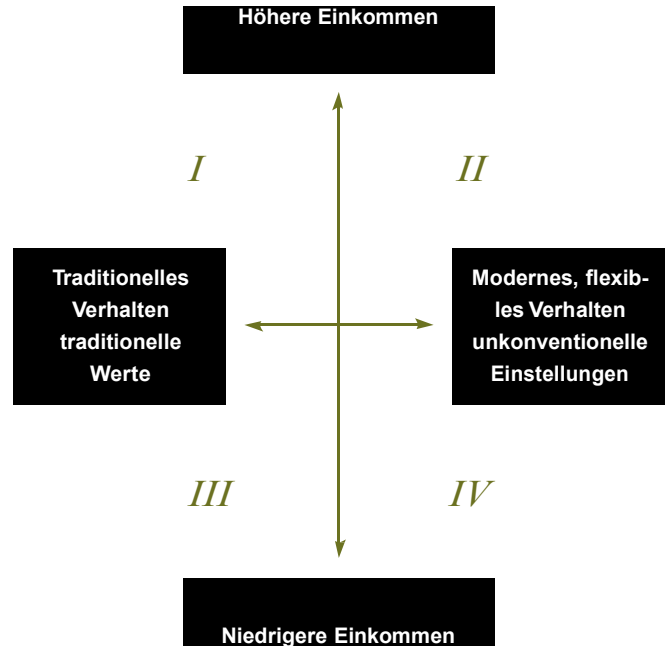 Höhere Einkommen
I
II
Traditionelles
Verhalten
traditionelle
Werte
Modernes, flexib-
les Verhalten
unkonventionelle
Einstellungen
III
IV
Niedrigere Einkommen